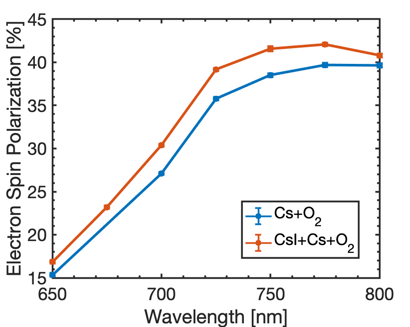 Electron Spin Polarization [%]
45
40
35
30
25
20
15
Cs+O₂
CsI+Cs+O₂
650
700
750
800
Wavelength [nm]